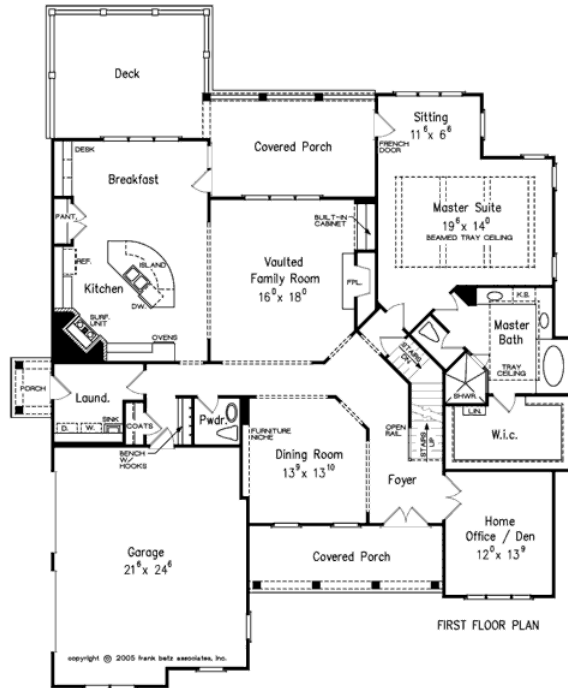 Deck
Sitting
11⁶ x 6⁶
Covered Porch
FRENCH
DOOR
DESK
Breakfast
Master Suite
19⁶ x 14⁰
BEAMED TRAY CEILING
PANT.
BUILT-IN
CABINET
REF.
ISLAND
Vaulted
Family Room
16⁰ x 18⁰
Kitchen
FPL.
D.W.
K.S.
SURF.
UNIT
Master
Bath
OVENS
STAIRS
DN.
TRAY
CEILING
PORCH
Laund.
SHWR.
SINK
D.
W.
COATS
Pwdr.
LIN.
FURNITURE
NICHE
OPEN
RAIL
STAIRS
UP
W.i.c.
BENCH
W/
HOOKS
Dining Room
13⁹ x 13¹⁰
Foyer
Home
Office / Den
12⁰ x 13⁹
Garage
21⁶ x 24⁶
Covered Porch
FIRST FLOOR PLAN
copyright © 2005 frank betz associates, inc.